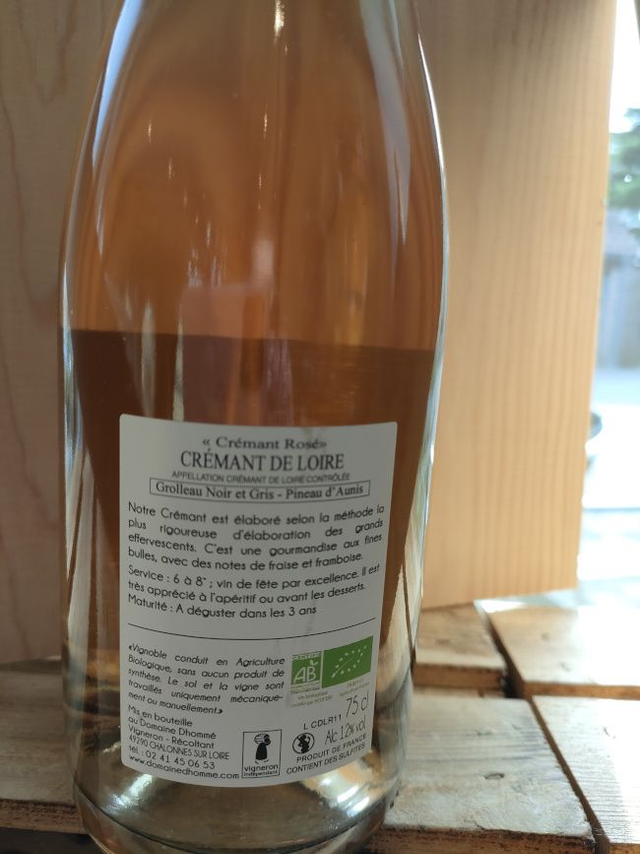 « Crémant Rosé»
CRÉMANT DE LOIRE
APPELLATION CRÉMANT DE LOIRE CONTRÔLÉE
Grolleau Noir et Gris - Pineau d'Aunis
Notre Crémant est élaboré selon la méthode la
plus rigoureuse d'élaboration des grands
effervescents. C'est une gourmandise aux fines
bulles, avec des notes de fraise et framboise.
Service : 6 à 8° ; vin de fête par excellence. Il est
très apprécié à l'apéritif ou avant les desserts.
Maturité : A déguster dans les 3 ans
«Vignoble conduit en Agriculture
Biologique, sans aucun produit de
synthèse. Le sol et la vigne sont
travaillés uniquement mécanique-
ment ou manuellement.»
AB
Mis en bouteille
au Domaine Dhommé
Vigneron - Récoltant
49290 CHALONNES SUR LOIRE
tél : 02 41 45 06 53
www.domainedhomme.com
vigneron
indépendant
L CDLR11
75 cl
Alc.12%vol
PRODUIT DE FRANCE
CONTIENT DES SULFITES